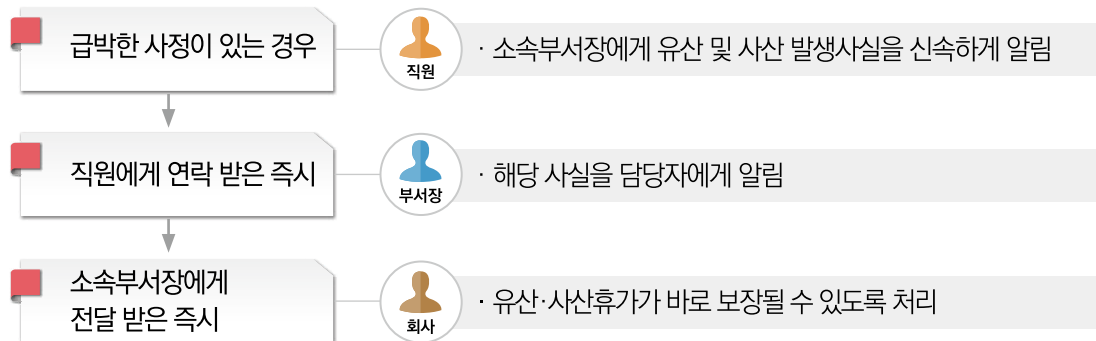 급박한 사정이 있는 경우
직원
· 소속부서장에게 유산 및 사산 발생사실을 신속하게 알림
직원에게 연락 받은 즉시
부서장
· 해당 사실을 담당자에게 알림
소속부서장에게
전달 받은 즉시
회사
· 유산·사산휴가가 바로 보장될 수 있도록 처리